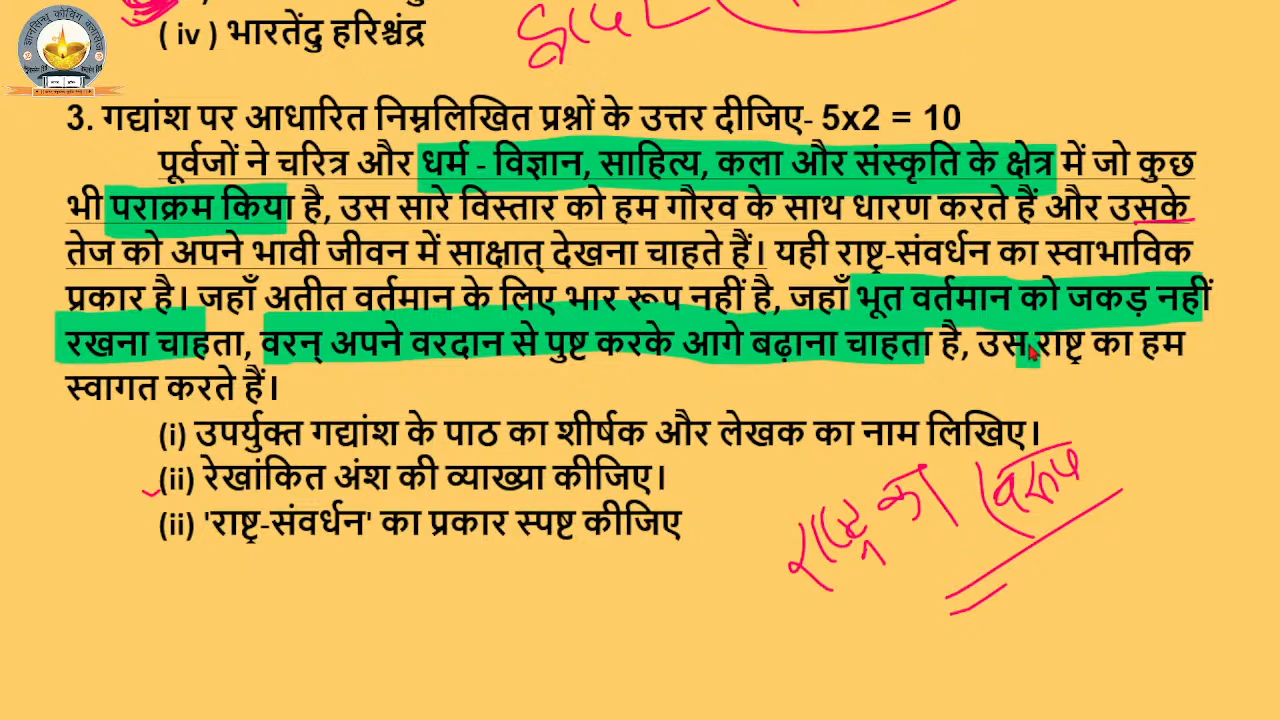 ( iv ) भारतेंदु हरिश्चंद्र
3. गद्यांश पर आधारित निम्नलिखित प्रश्नों के उत्तर दीजिए- 5x2 = 10
पूर्वजों ने चरित्र और धर्म - विज्ञान, साहित्य, कला और संस्कृति के क्षेत्र में जो कुछ
भी पराक्रम किया है, उस सारे विस्तार को हम गौरव के साथ धारण करते हैं और उसके
तेज को अपने भावी जीवन में साक्षात् देखना चाहते हैं। यही राष्ट्र-संवर्धन का स्वाभाविक
प्रकार है। जहाँ अतीत वर्तमान के लिए भार रूप नहीं है, जहाँ भूत वर्तमान को जकड़ नहीं
रखना चाहता, वरन् अपने वरदान से पुष्ट करके आगे बढ़ाना चाहता है, उस राष्ट्र का हम
स्वागत करते हैं।
(i) उपर्युक्त गद्यांश के पाठ का शीर्षक और लेखक का नाम लिखिए।
(ii) रेखांकित अंश की व्याख्या कीजिए।
(ii) 'राष्ट्र-संवर्धन' का प्रकार स्पष्ट कीजिए
राष्ट्र का